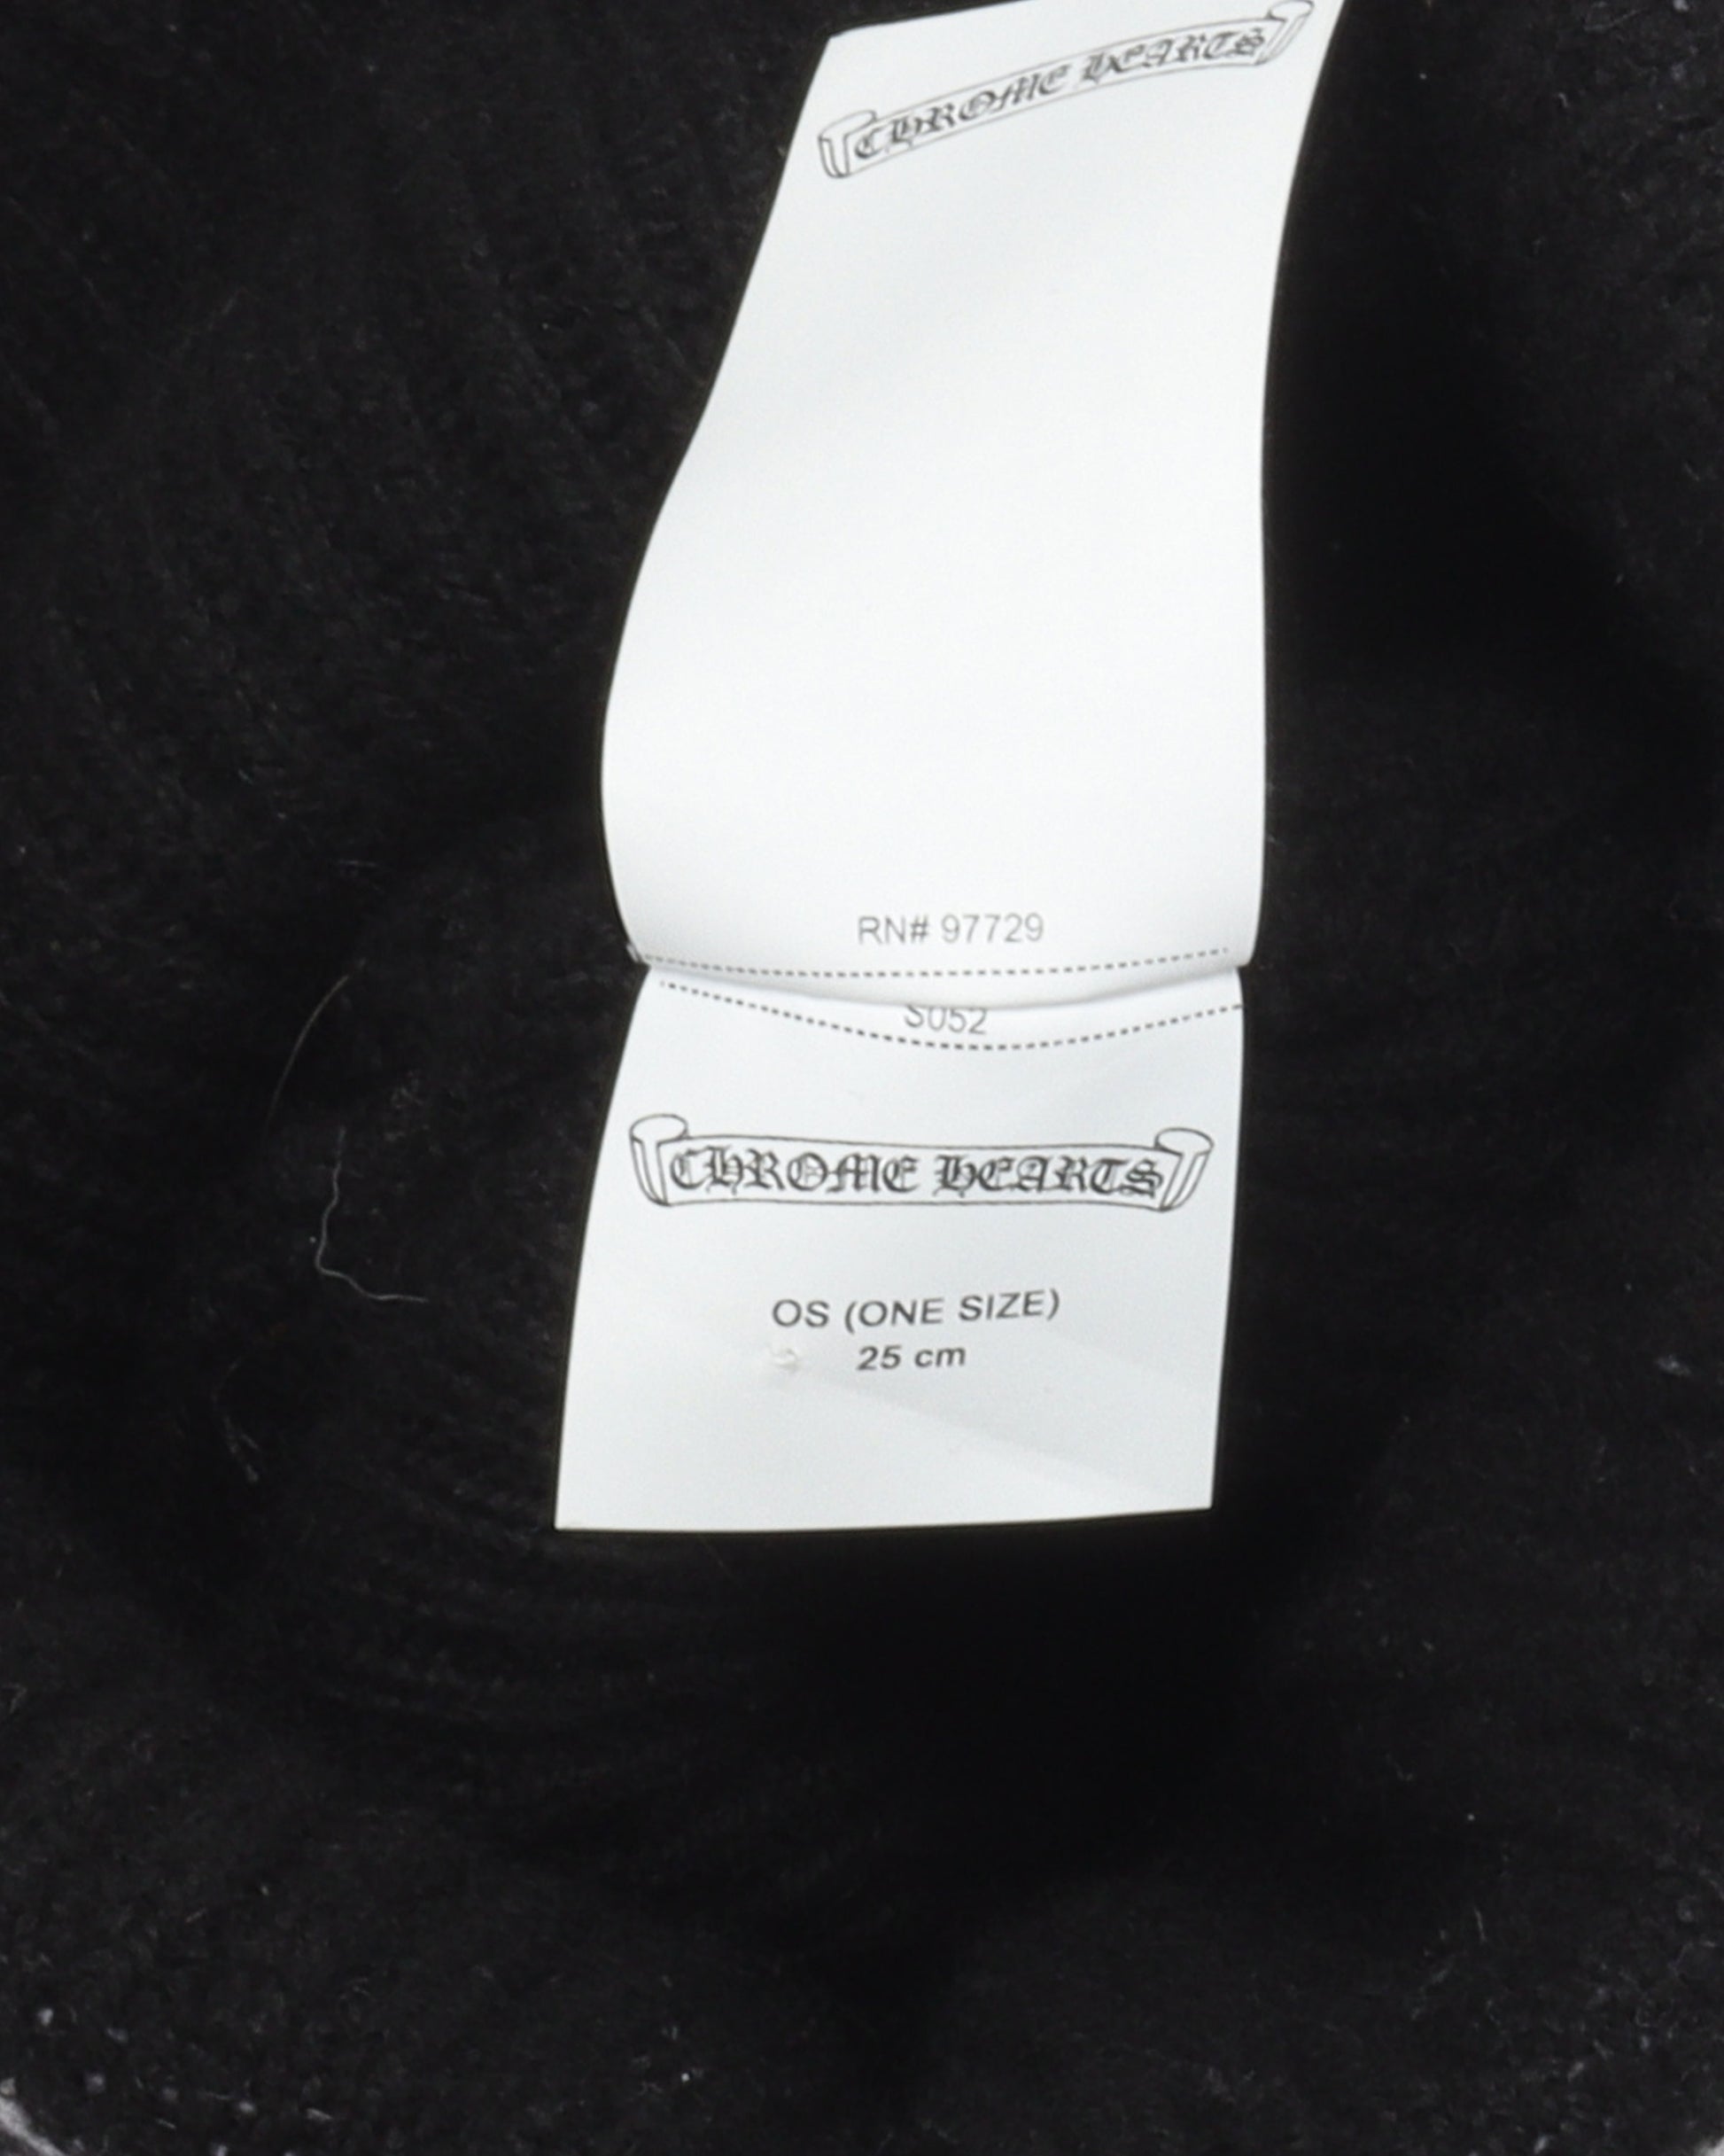 CHROME HEARTS
RN# 97729
S052
CHROME HEARTS
OS (ONE SIZE)
25 cm